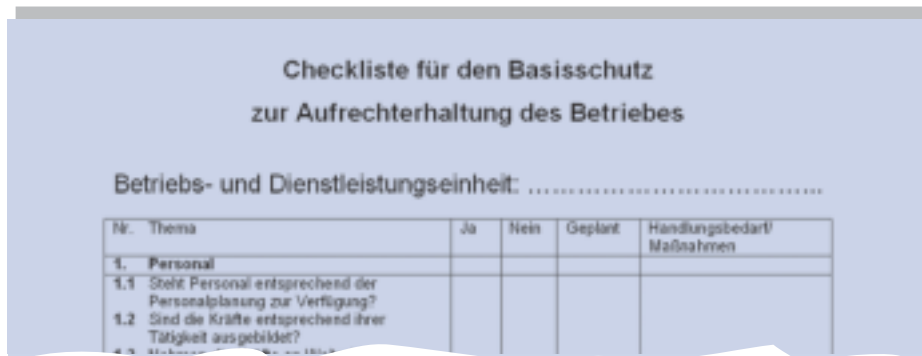 Checkliste für den Basisschutz
zur Aufrechterhaltung des Betriebes
Betriebs- und Dienstleistungseinheit: ………………………………
Nr. Thema Ja Nein Geplant Handlungsbedarf/
Maßnahmen
1. Personal
1.1 Steht Personal entsprechend der
Personalplanung zur Verfügung?
1.2 Sind die Kräfte entsprechend ihrer
Tätigkeit ausgebildet?